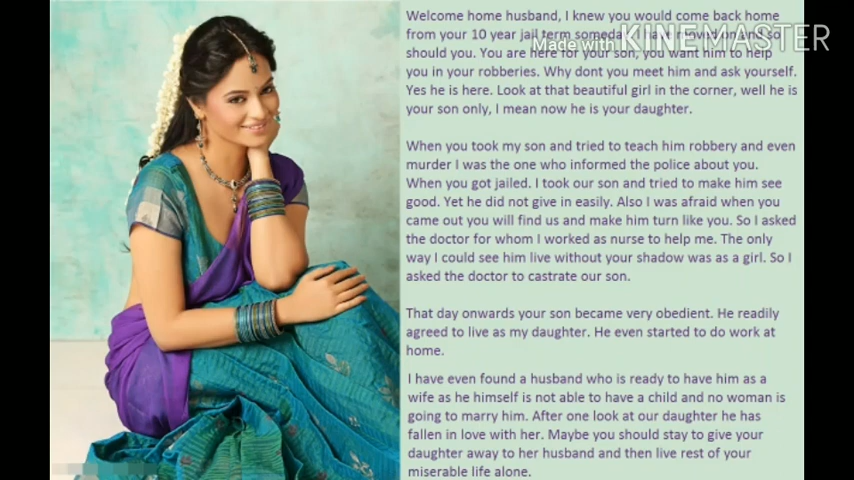 Welcome home husband, I knew you would come back home
from your 10 year jail term someday. I have moved on and so
should you. You are here for your son, you want him to help
you in your robberies. Why dont you meet him and ask yourself.
Yes he is here. Look at that beautiful girl in the corner, well he is
your son only, I mean now he is your daughter.
When you took my son and tried to teach him robbery and even
murder I was the one who informed the police about you.
When you got jailed. I took our son and tried to make him see
good. Yet he did not give in easily. Also I was afraid when you
came out you will find us and make him turn like you. So I asked
the doctor for whom I worked as nurse to help me. The only
way I could see him live without your shadow was as a girl. So I
asked the doctor to castrate our son.
That day onwards your son became very obedient. He readily
agreed to live as my daughter. He even started to do work at
home.
I have even found a husband who is ready to have him as a
wife as he himself is not able to have a child and no woman is
going to marry him. After one look at our daughter he has
fallen in love with her. Maybe you should stay to give your
daughter away to her husband and then live rest of your
miserable life alone.
Made with KINEMASTER